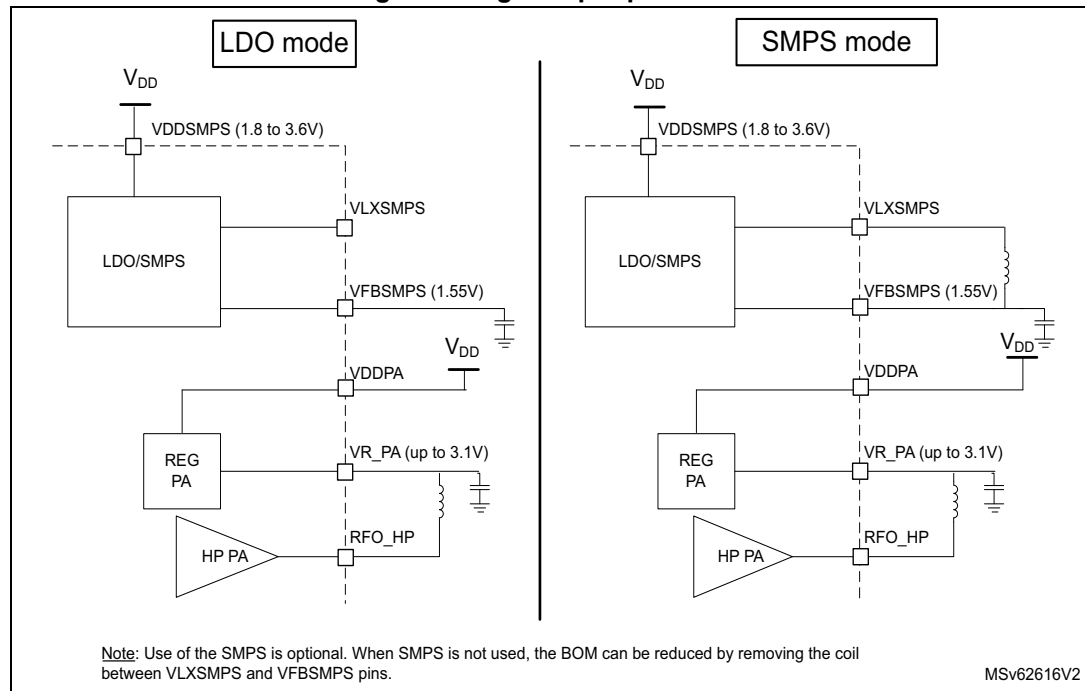 LDO mode
SMPS mode
VDD
VDDSMPS (1.8 to 3.6V)
VLXSMPS
LDO/SMPS
VFBSMPS (1.55V)
VDD
VDDPA
REG
PA
VR_PA (up to 3.1V)
HP PA
RFO_HP
VDD
VDDSMPS (1.8 to 3.6V)
VLXSMPS
LDO/SMPS
VFBSMPS (1.55V)
VDD
VDDPA
REG
PA
VR_PA (up to 3.1V)
HP PA
RFO_HP
Note: Use of the SMPS is optional. When SMPS is not used, the BOM can be reduced by removing the coil
between VLXSMPS and VFBSMPS pins.
MSv62616V2